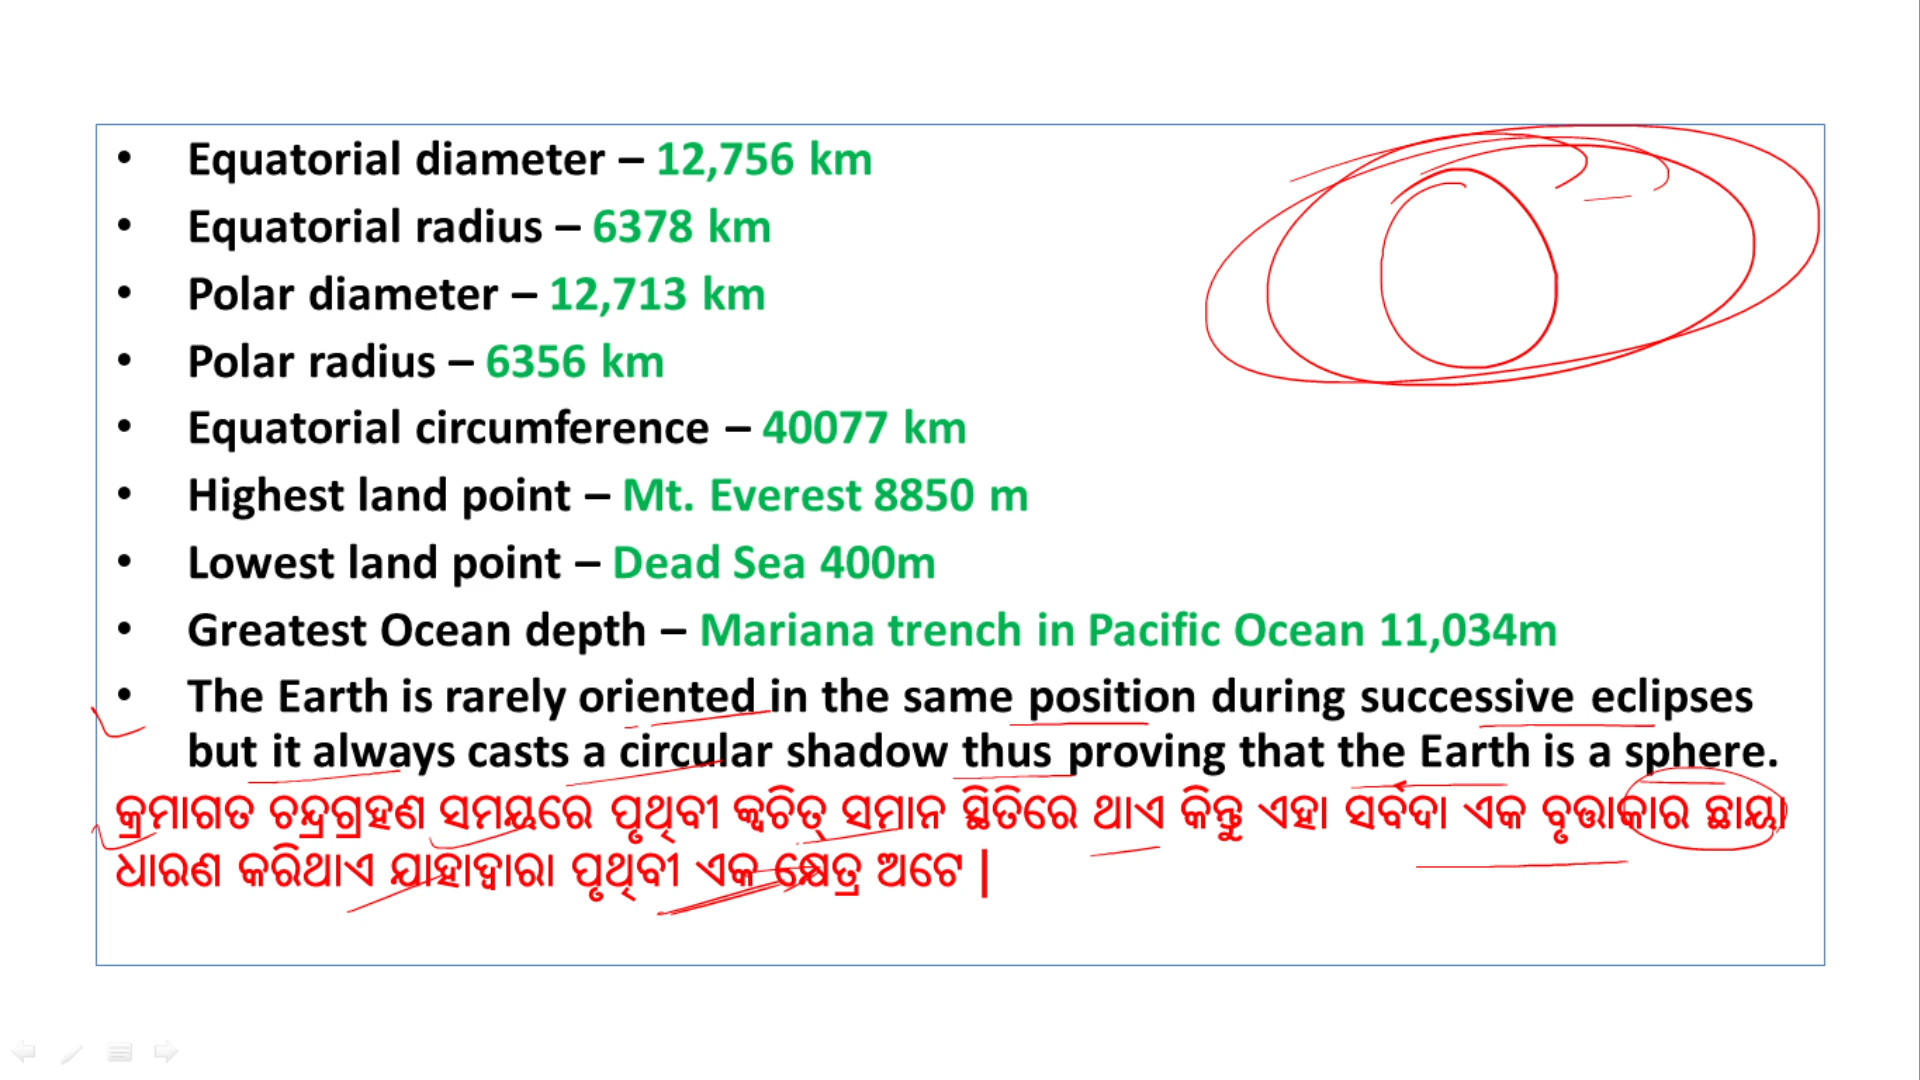 • Equatorial diameter – 12,756 km
• Equatorial radius – 6378 km
• Polar diameter – 12,713 km
• Polar radius – 6356 km
• Equatorial circumference – 40077 km
• Highest land point – Mt. Everest 8850 m
• Lowest land point – Dead Sea 400m
• Greatest Ocean depth – Mariana trench in Pacific Ocean 11,034m
• The Earth is rarely oriented in the same position during successive eclipses
but it always casts a circular shadow thus proving that the Earth is a sphere.
କ୍ରମାଗତ ଚନ୍ଦ୍ରଗ୍ରହଣ ସମୟରେ ପୃଥିବୀ କ୍ୱଚିତ୍ ସମାନ ସ୍ଥିତିରେ ଥାଏ କିନ୍ତୁ ଏହା ସର୍ବଦା ଏକ ବୃତ୍ତାକାର ଛାୟା
ଧାରଣ କରିଥାଏ ଯାହାଦ୍ୱାରା ପୃଥିବୀ ଏକ କ୍ଷେତ୍ର ଅଟେ |